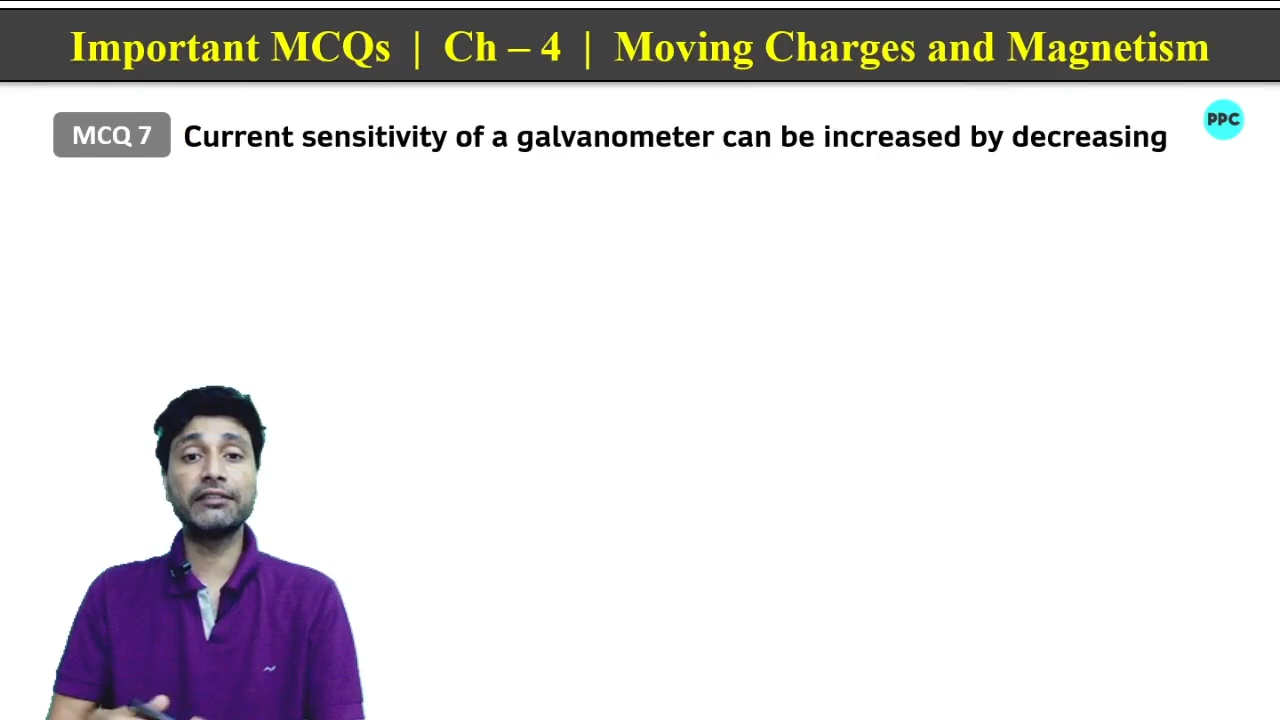 Important MCQs | Ch – 4 | Moving Charges and Magnetism
MCQ 7 Current sensitivity of a galvanometer can be increased by decreasing
PPC